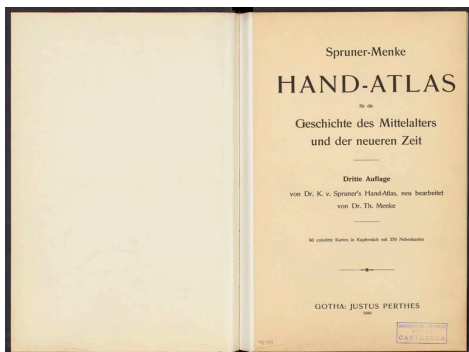 Spruner-Menke
HAND-ATLAS
für die
Geschichte des Mittelalters
und der neueren Zeit
Dritte Auflage
von Dr. K. v. Spruner's Hand-Atlas, neu bearbeitet
von Dr. Th. Menke
90 colorirte Karten in Kupferstich mit 376 Nebenkarten
GOTHA: JUSTUS PERTHES
1880
CARTOTECA